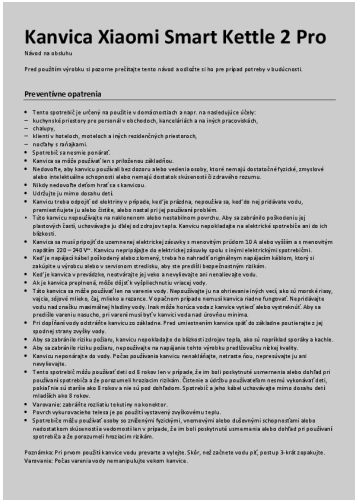 Kanvica Xiaomi Smart Kettle 2 Pro
Návod na obsluhu
Pred použitím výrobku si pozorne prečítajte tento návod a odložte si ho pre prípad potreby v budúcnosti.
Preventívne opatrenia
• Tento spotrebič je určený na použitie v domácnostiach a napr. na nasledujúce účely:
– kuchynské priestory pre personál v obchodoch, kanceláriách a na iných pracoviskách,
– chalupy,
– klienti v hoteloch, moteloch a iných rezidenčných priestoroch,
– nocľahy s raňajkami.
• Spotrebič sa nesmie ponárať.
• Kanvica sa môže používať len s priloženou základňou.
• Nedovoľte, aby kanvicu používali bez dozoru alebo vedenia osoby, ktoré nemajú dostatočné fyzické, zmyslové
alebo intelektuálne schopnosti alebo nemajú dostatok skúseností či zdravého rozumu.
• Nikdy nedovoľte deťom hrať sa s kanvicou.
• Udržujte ju mimo dosahu detí.
• Kanvicu treba odpojiť od elektriny v prípade, keď je prázdna, nepoužíva sa, keď do nej pridávate vodu,
premiestňujete ju alebo čistíte, alebo nastal pri jej používaní problém.
• Túto kanvicu nepoužívajte na naklonenom alebo nestabilnom povrchu. Aby sa zabránilo poškodeniu jej
plastových častí, uchovávajte ju ďalej od zdrojov tepla. Kanvicu nepokladajte na elektrické spotrebiče ani do ich
blízkosti.
• Kanvica sa musí pripojiť do uzemnenej elektrickej zásuvky s menovitým prúdom 10 A alebo vyšším a s menovitým
napätím 220 – 240 V~. Kanvicu nepripájajte do elektrickej zásuvky spolu s inými elektrickými spotrebičmi.
• Keď je napájací kábel poškodený alebo zlomený, treba ho nahradiť originálnym napájacím káblom, ktorý si
zakúpite u výrobcu alebo v servisnom stredisku, aby ste predišli bezpečnostným rizikám.
• Keď je kanvica v prevádzke, neotvárajte jej veko a nevylievajte ani nenalievajte vodu.
• Ak je kanvica preplnená, môže dôjsť k vyšplechnutiu vriacej vody.
• Táto kanvica sa môže používať len na varenie vody. Nepoužívajte ju na ohrievanie iných vecí, ako sú morské riasy,
vajcia, sójové mlieko, čaj, mlieko a rezance. V opačnom prípade nemusí kanvica riadne fungovať. Nepridávajte
vodu nad značku maximálnej hladiny vody. Inak môže horúca voda z kanvice vytiecť alebo vystreknúť. Aby sa
predišlo vareniu nasucho, pri varení musí byť v kanvici voda nad úrovňou minima.
• Pri dopĺňaní vody odstráňte kanvicu zo základne. Pred umiestnením kanvice späť do základne poutierajte z jej
spodnej strany zvyšky vody.
• Aby sa zabránilo riziku požiaru, kanvicu nepokladajte do blízkosti zdrojov tepla, ako sú napríklad sporáky a kachle.
• Aby sa zabránilo riziku požiaru, nepoužívajte na napájanie tohto výrobku predlžovačku nízkej kvality.
• Kanvicu neponárajte do vody. Počas používania kanvicu nenakláňajte, netraste ňou, nepresúvajte ju ani
nevylievajte.
• Tento spotrebič môžu používať deti od 8 rokov len v prípade, že im boli poskytnuté usmernenia alebo dohľad pri
používaní spotrebiča a že porozumeli hroziacim rizikám. Čistenie a údržbu používateľom nesmú vykonávať deti,
pokiaľ nie sú staršie ako 8 rokov a nie sú pod dohľadom. Spotrebič a jeho kábel uchovávajte mimo dosahu detí
mladších ako 8 rokov.
• Varovanie: zabráňte rozliatiu tekutiny na konektor.
• Povrch vykurovacieho telesa je po použití vystavený zvyškovému teplu.
• Spotrebiče môžu používať osoby so zníženými fyzickými, vnemovými alebo duševnými schopnosťami alebo
nedostatkom skúseností a vedomostí len v prípade, že im boli poskytnuté usmernenia alebo dohľad pri používaní
spotrebiča a že porozumeli hroziacim rizikám.
Poznámka: Pri prvom použití kanvice vodu prevarte a vylejte. Skôr, než začnete vodu piť, postup 3-krát zopakujte.
Varovanie: Počas varenia vody nemanipulujte vekom kanvice.